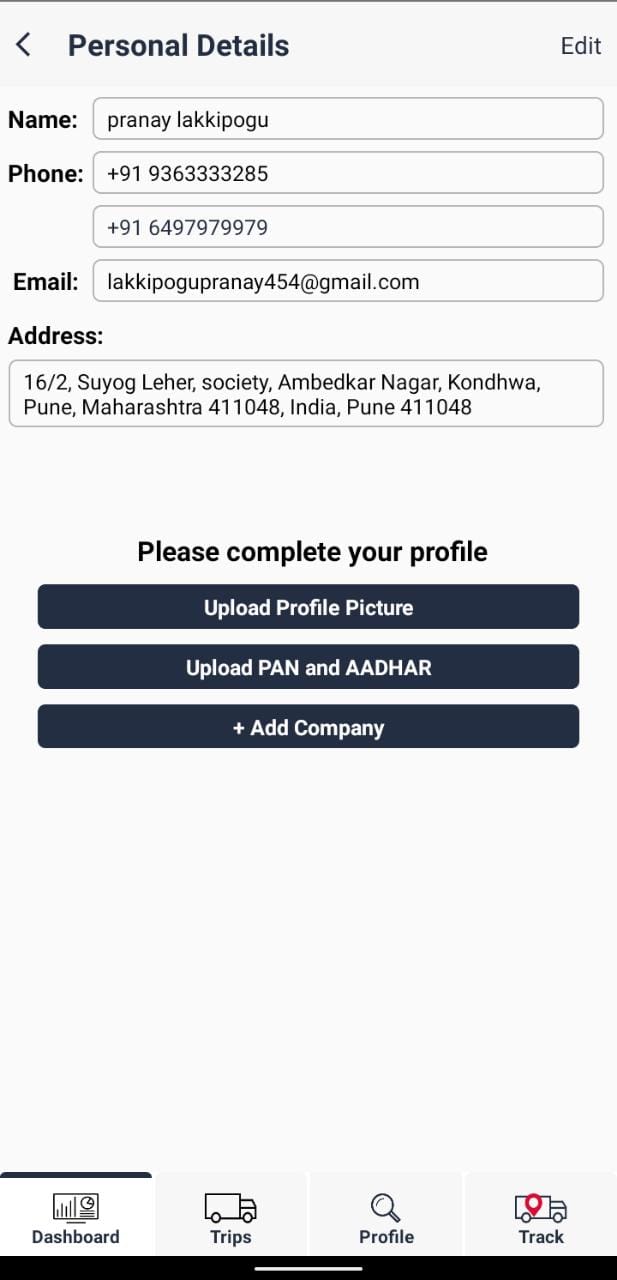 Personal Details
Edit
Name: pranay lakkipogu
Phone: +91 9363333285
+91 6497979979
Email: lakkipogupranay454@gmail.com
Address:
16/2, Suyog Leher, society, Ambedkar Nagar, Kondhwa,
Pune, Maharashtra 411048, India, Pune 411048
Please complete your profile
Upload Profile Picture
Upload PAN and AADHAR
+ Add Company
Dashboard
Trips
Profile
Track